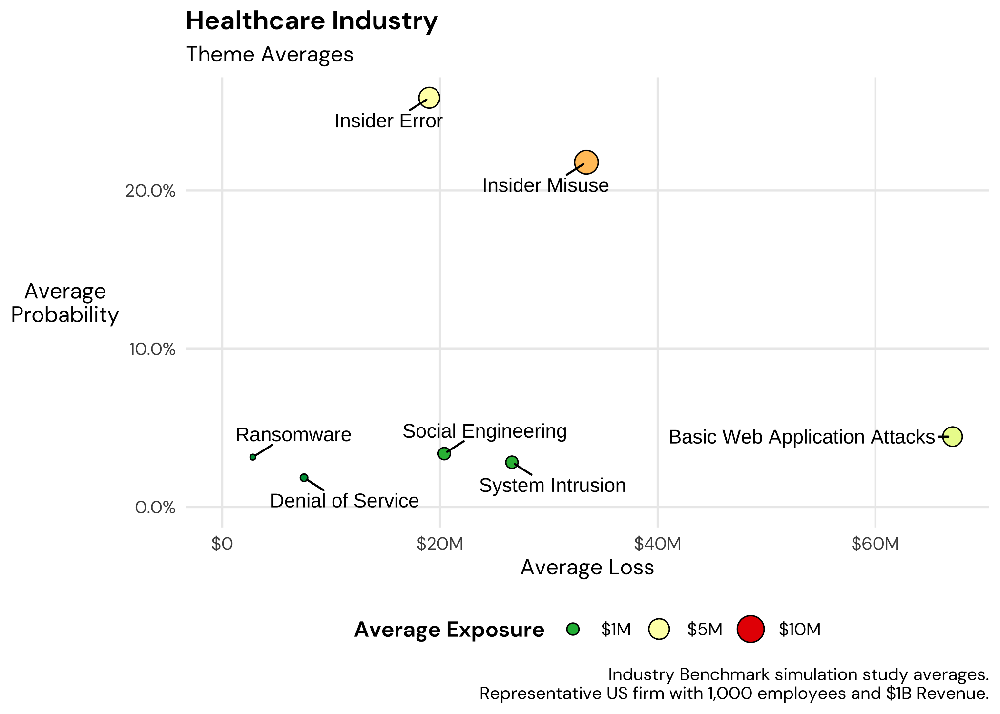 Healthcare Industry
Theme Averages
Insider Error
Insider Misuse
20.0%
Average
Probability
10.0%
Ransomware
Social Engineering
Basic Web Application Attacks
System Intrusion
Denial of Service
0.0%
$0 $20M $40M $60M
Average Loss
Average Exposure $1M $5M $10M
Industry Benchmark simulation study averages.
Representative US firm with 1,000 employees and $1B Revenue.